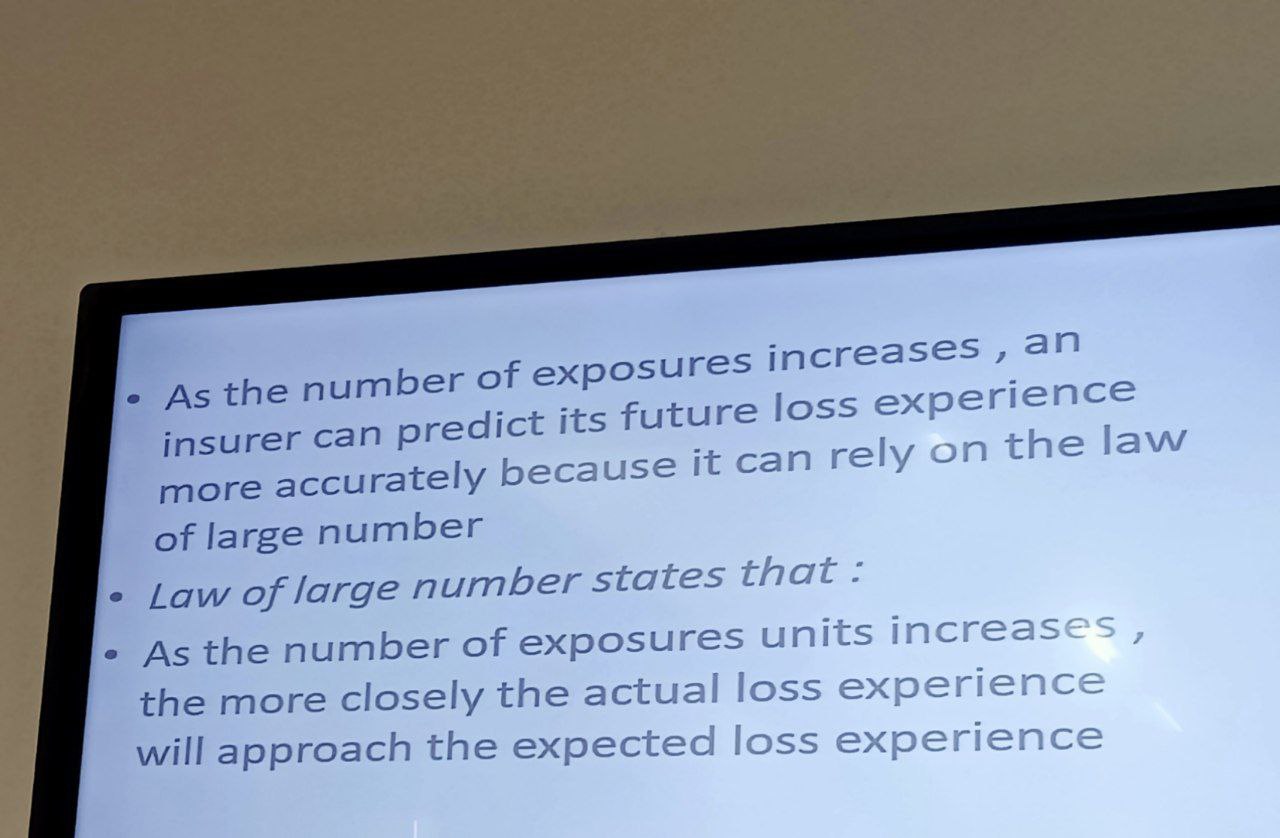 • As the number of exposures increases , an
insurer can predict its future loss experience
more accurately because it can rely on the law
of large number
• Law of large number states that :
• As the number of exposures units increases ,
the more closely the actual loss experience
will approach the expected loss experience